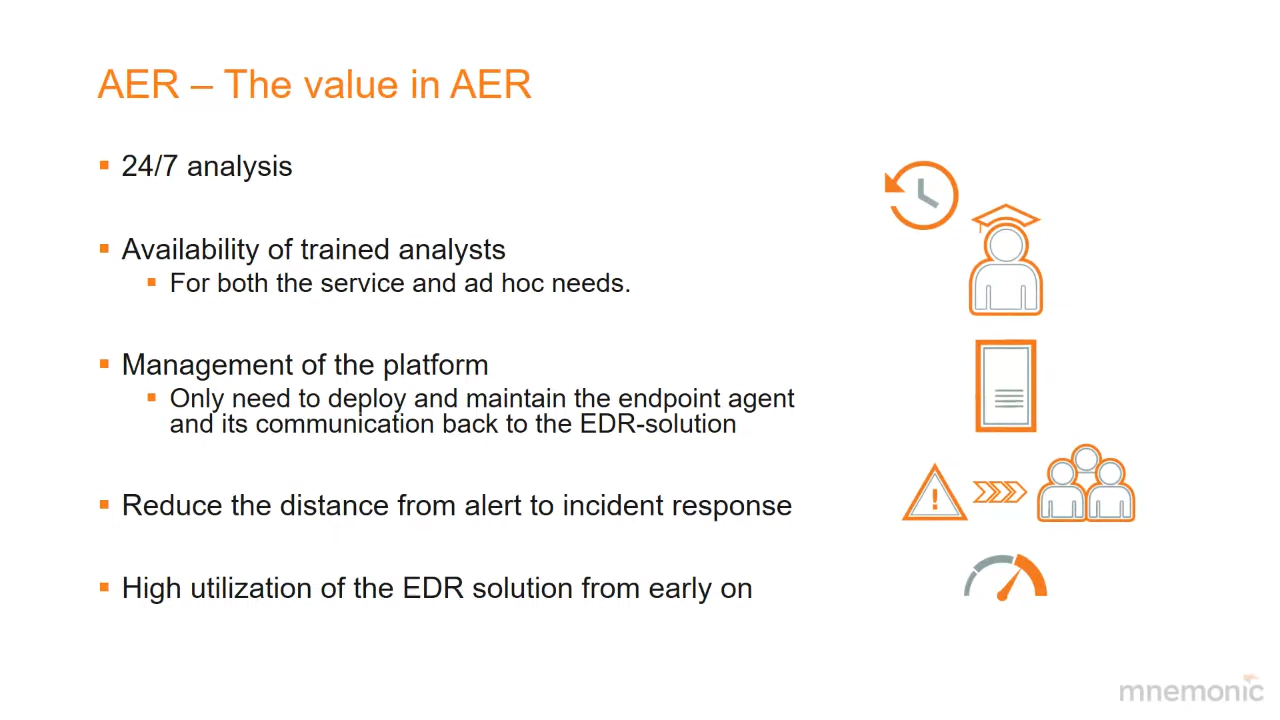 AER – The value in AER
24/7 analysis
Availability of trained analysts
For both the service and ad hoc needs.
Management of the platform
Only need to deploy and maintain the endpoint agent
and its communication back to the EDR-solution
Reduce the distance from alert to incident response
High utilization of the EDR solution from early on
mnemonic